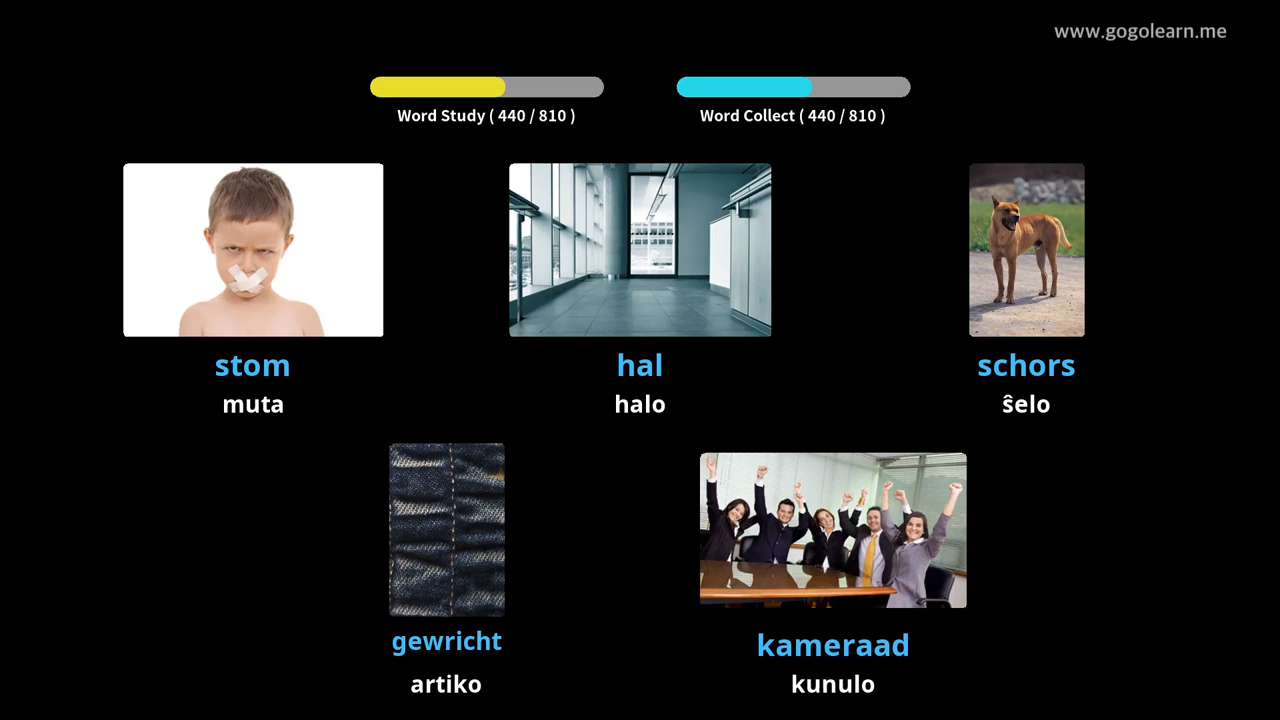 www.gogolearn.me
Word Study ( 440 / 810 )
Word Collect ( 440 / 810 )
stom
muta
hal
halo
schors
ŝelo
gewricht
artiko
kameraad
kunulo